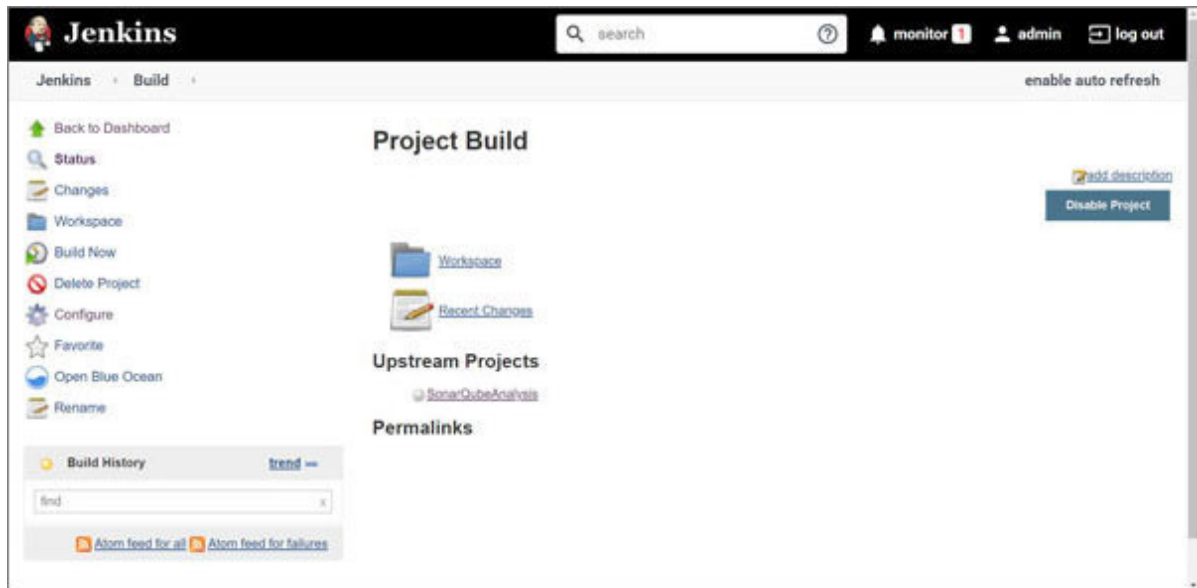 Jenkins
search
monitor 1
admin
log out
Jenkins
Build
enable auto refresh
Back to Dashboard
Status
Changes
Workspace
Build Now
Delete Project
Configure
Favorite
Open Blue Ocean
Rename
Build History
trend
find
x
Atom feed for all
Atom feed for failures
Project Build
add description
Disable Project
Workspace
Recent Changes
Upstream Projects
SonarQubeAnalysis
Permalinks